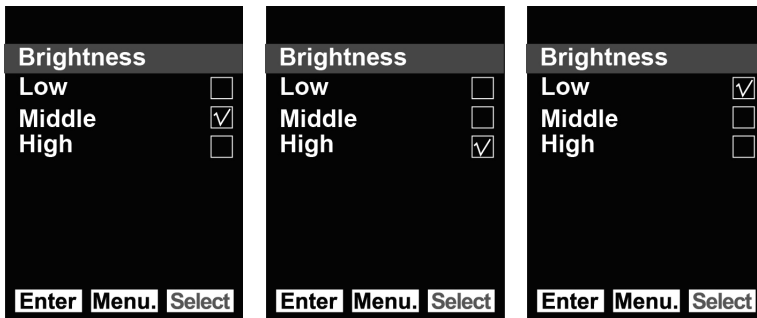 Brightness
Low
Middle √
High
Enter Menu. Select
Brightness
Low
Middle
High √
Enter Menu. Select
Brightness
Low √
Middle
High
Enter Menu. Select